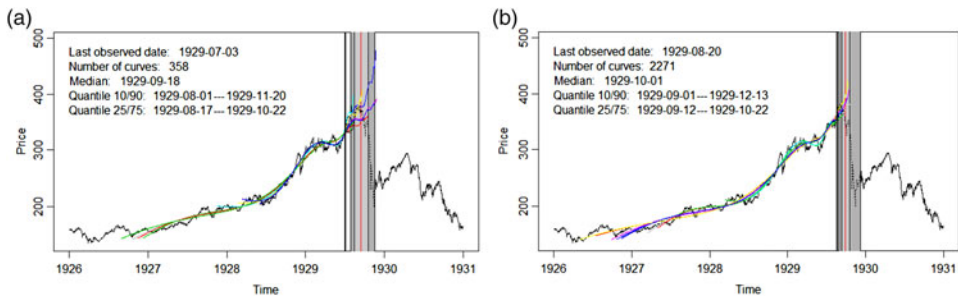 (a)
500
400
300
200
Price
Last observed date: 1929-07-03
Number of curves: 358
Median: 1929-09-18
Quantile 10/90: 1929-08-01---1929-11-20
Quantile 25/75: 1929-08-17---1929-10-22
1926 1927 1928 1929 1930 1931
Time
(b)
500
400
300
200
Price
Last observed date: 1929-08-20
Number of curves: 2271
Median: 1929-10-01
Quantile 10/90: 1929-09-01---1929-12-13
Quantile 25/75: 1929-09-12---1929-10-22
1926 1927 1928 1929 1930 1931
Time